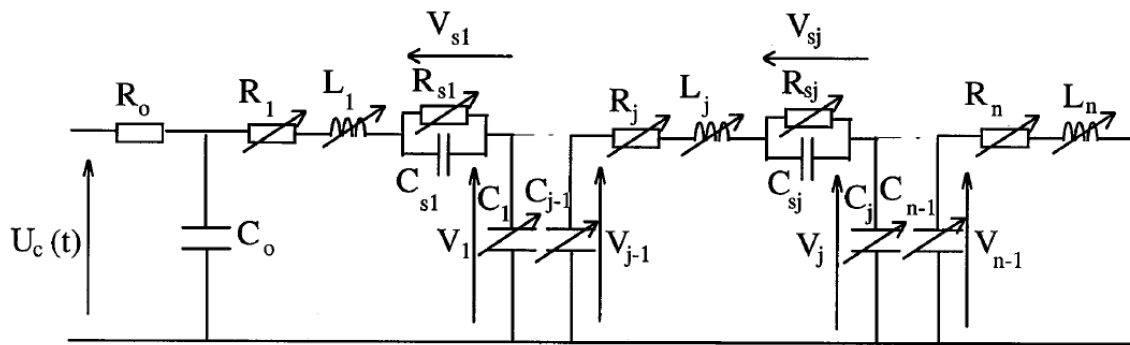 V_s1
V_sj
R_o
R_1
L_1
R_s1
R_j
L_j
R_sj
R_n
L_n
C_s1
C_1
C_j-1
C_sj
C_j
C_n-1
U_c (t)
C_o
V_1
V_j-1
V_j
V_n-1